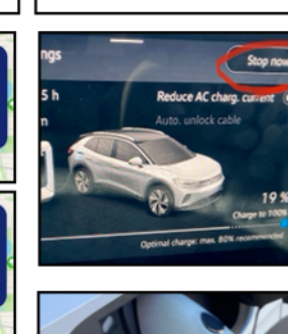 ngs
Stop now
5 h
Reduce AC charg. current
n
Auto. unlock cable
19 %
Charge to 100%
Optimal charge: max. 80% recommended